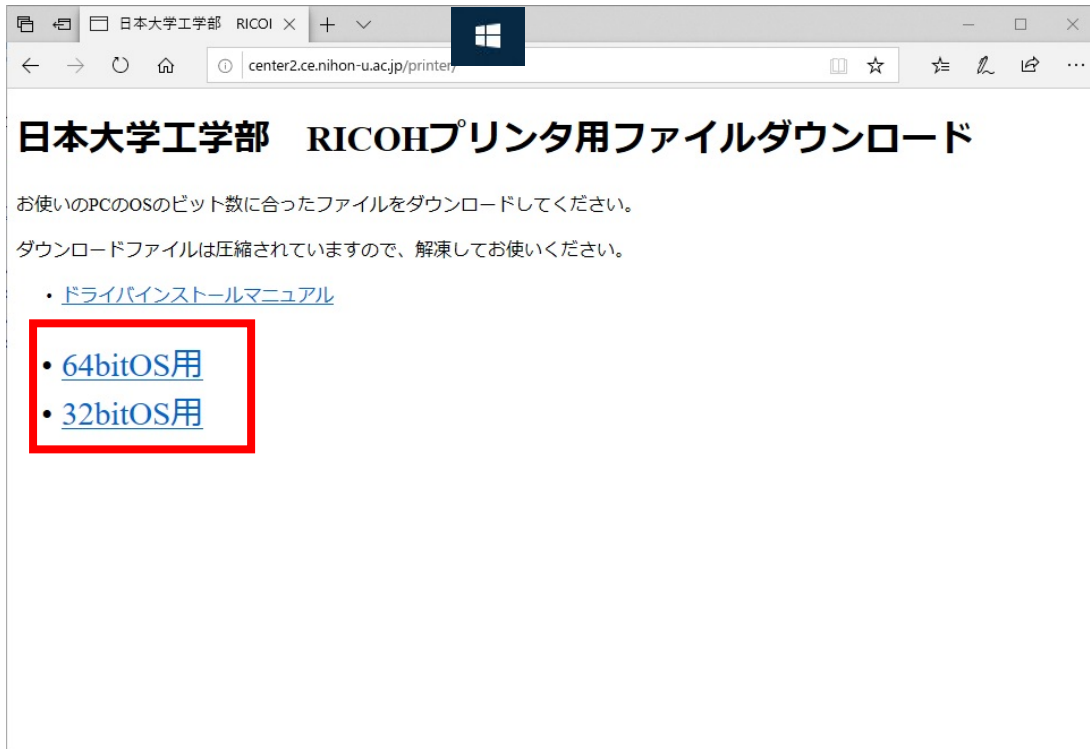 日本大学工学部 RICOI
center2.ce.nihon-u.ac.jp/printer/
日本大学工学部　RICOHプリンタ用ファイルダウンロード
お使いのPCのOSのビット数に合ったファイルをダウンロードしてください。
ダウンロードファイルは圧縮されていますので、解凍してお使いください。
• ドライバインストールマニュアル
• 64bitOS用
• 32bitOS用